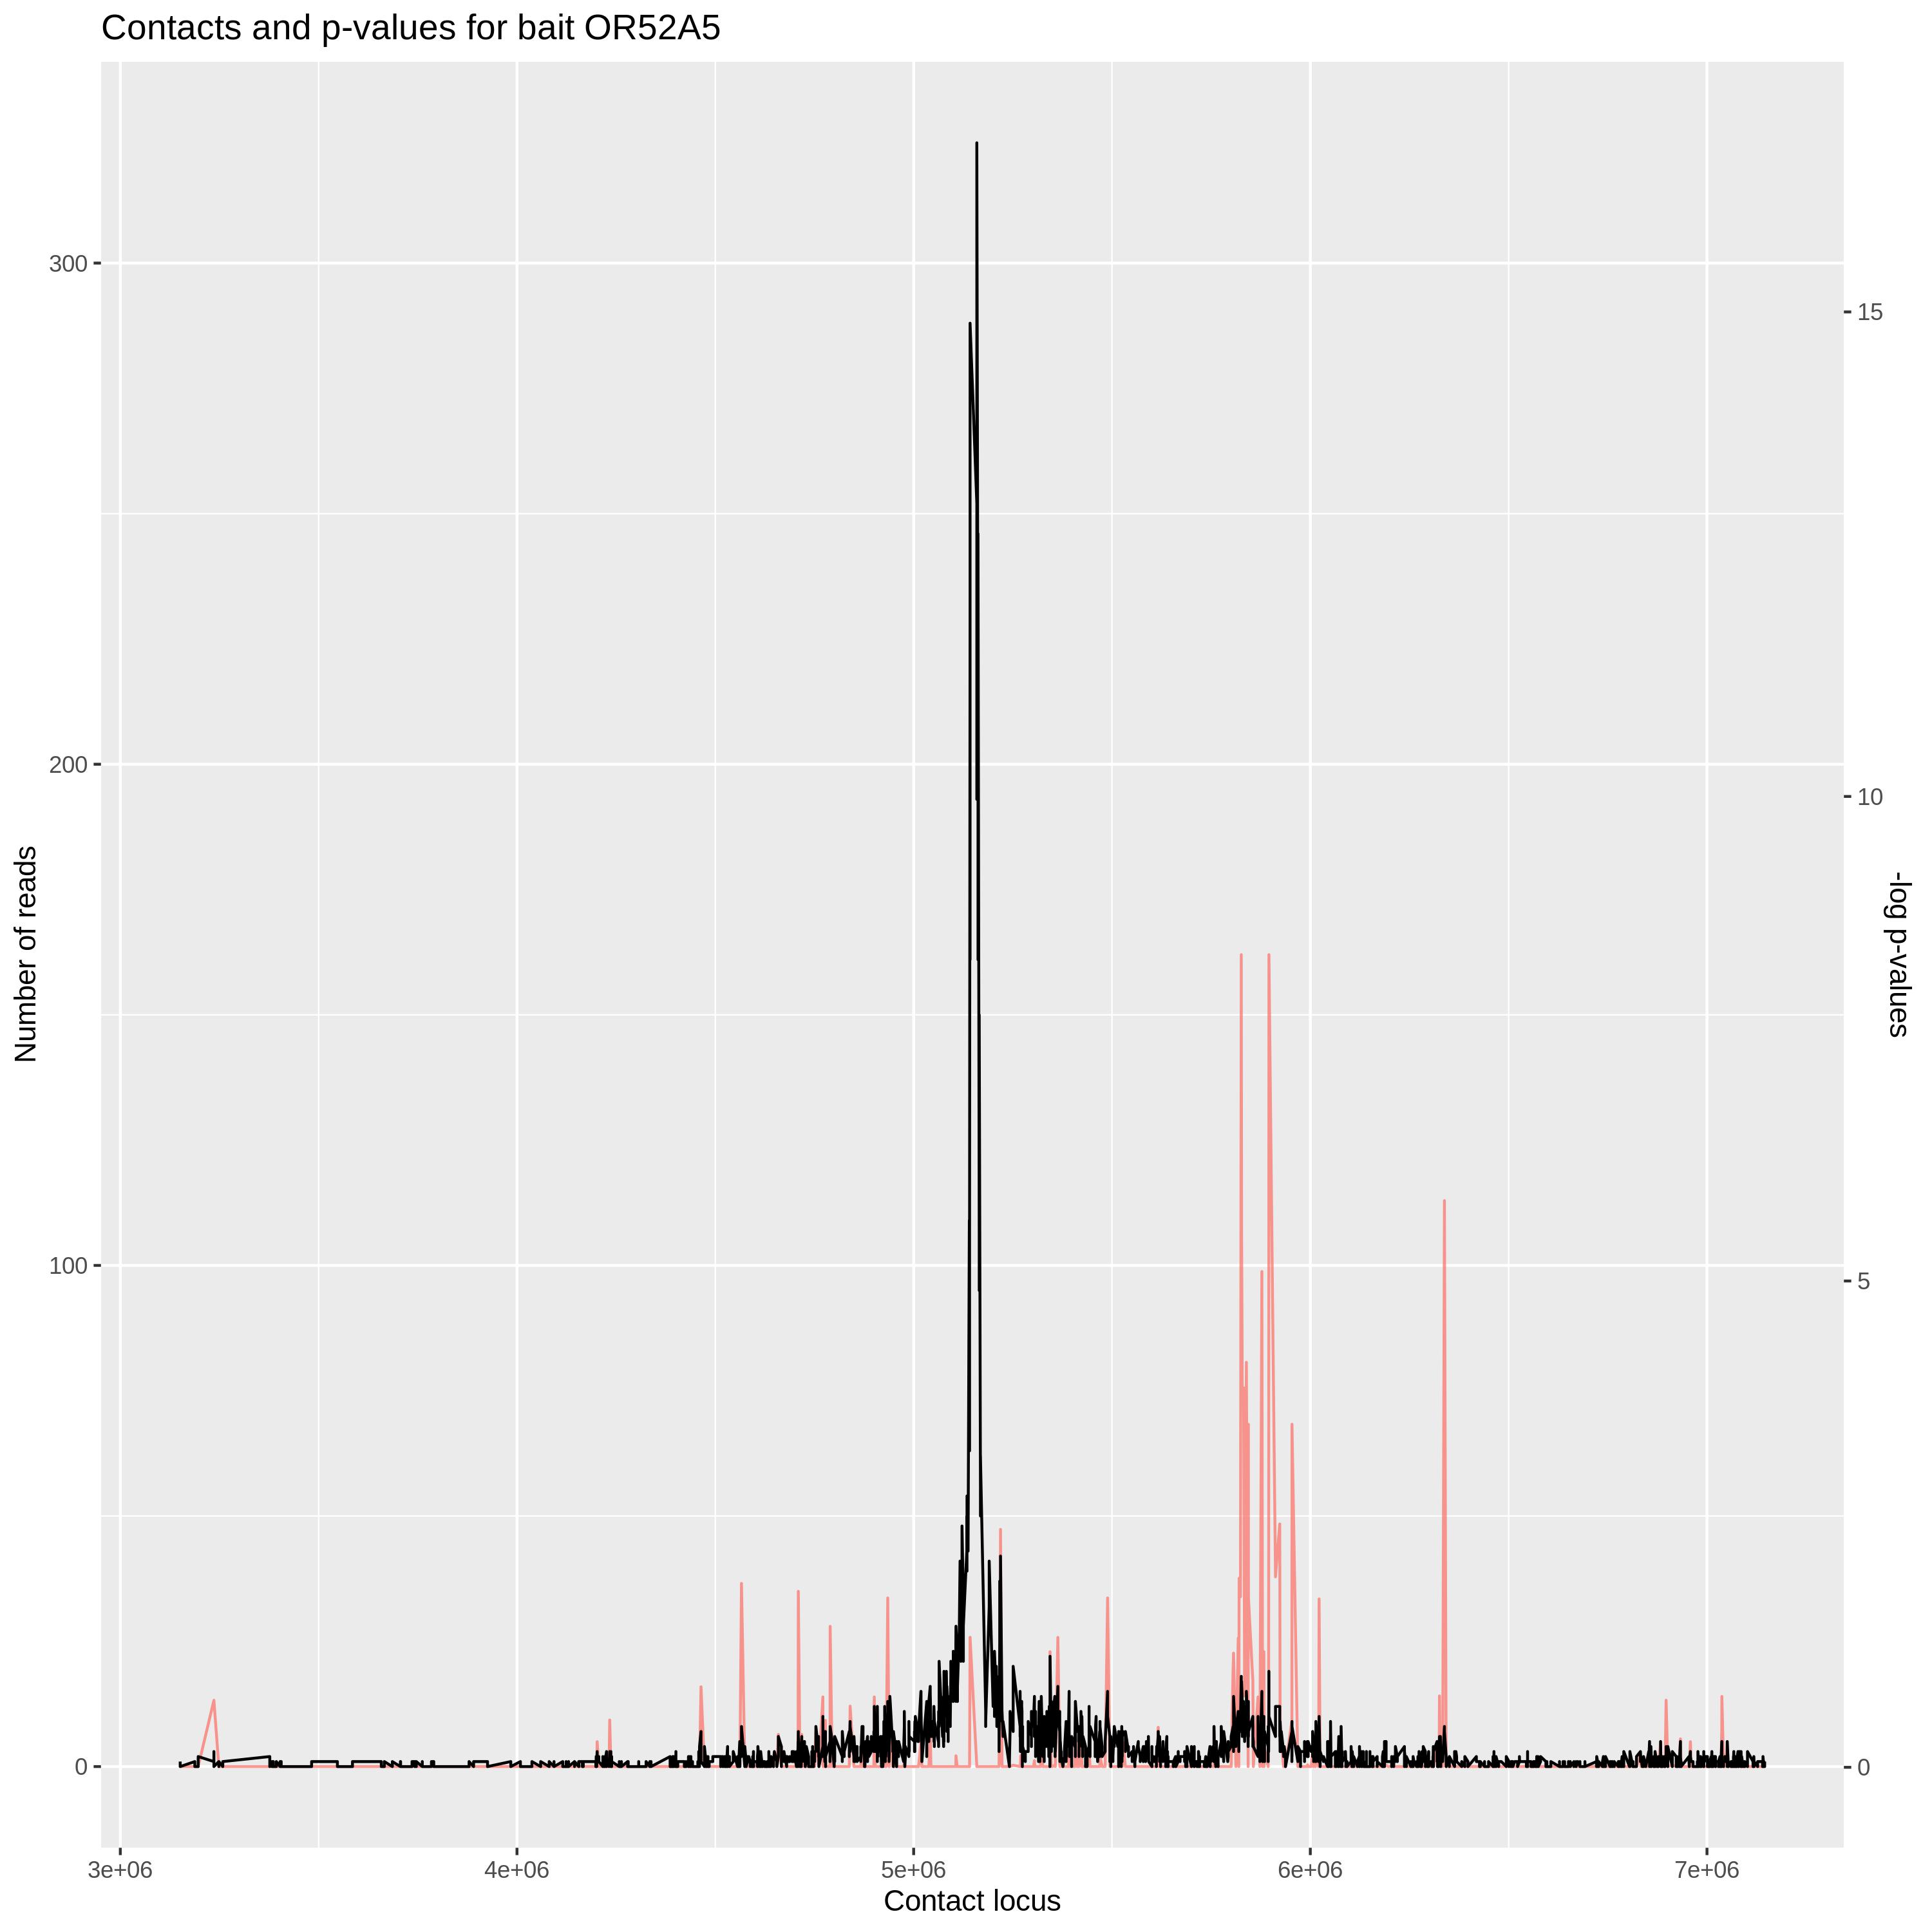 Contacts and p-values for bait OR52A5
300
200
100
0
Number of reads
15
10
5
0
-log p-values
3e+06
4e+06
5e+06
6e+06
7e+06
Contact locus